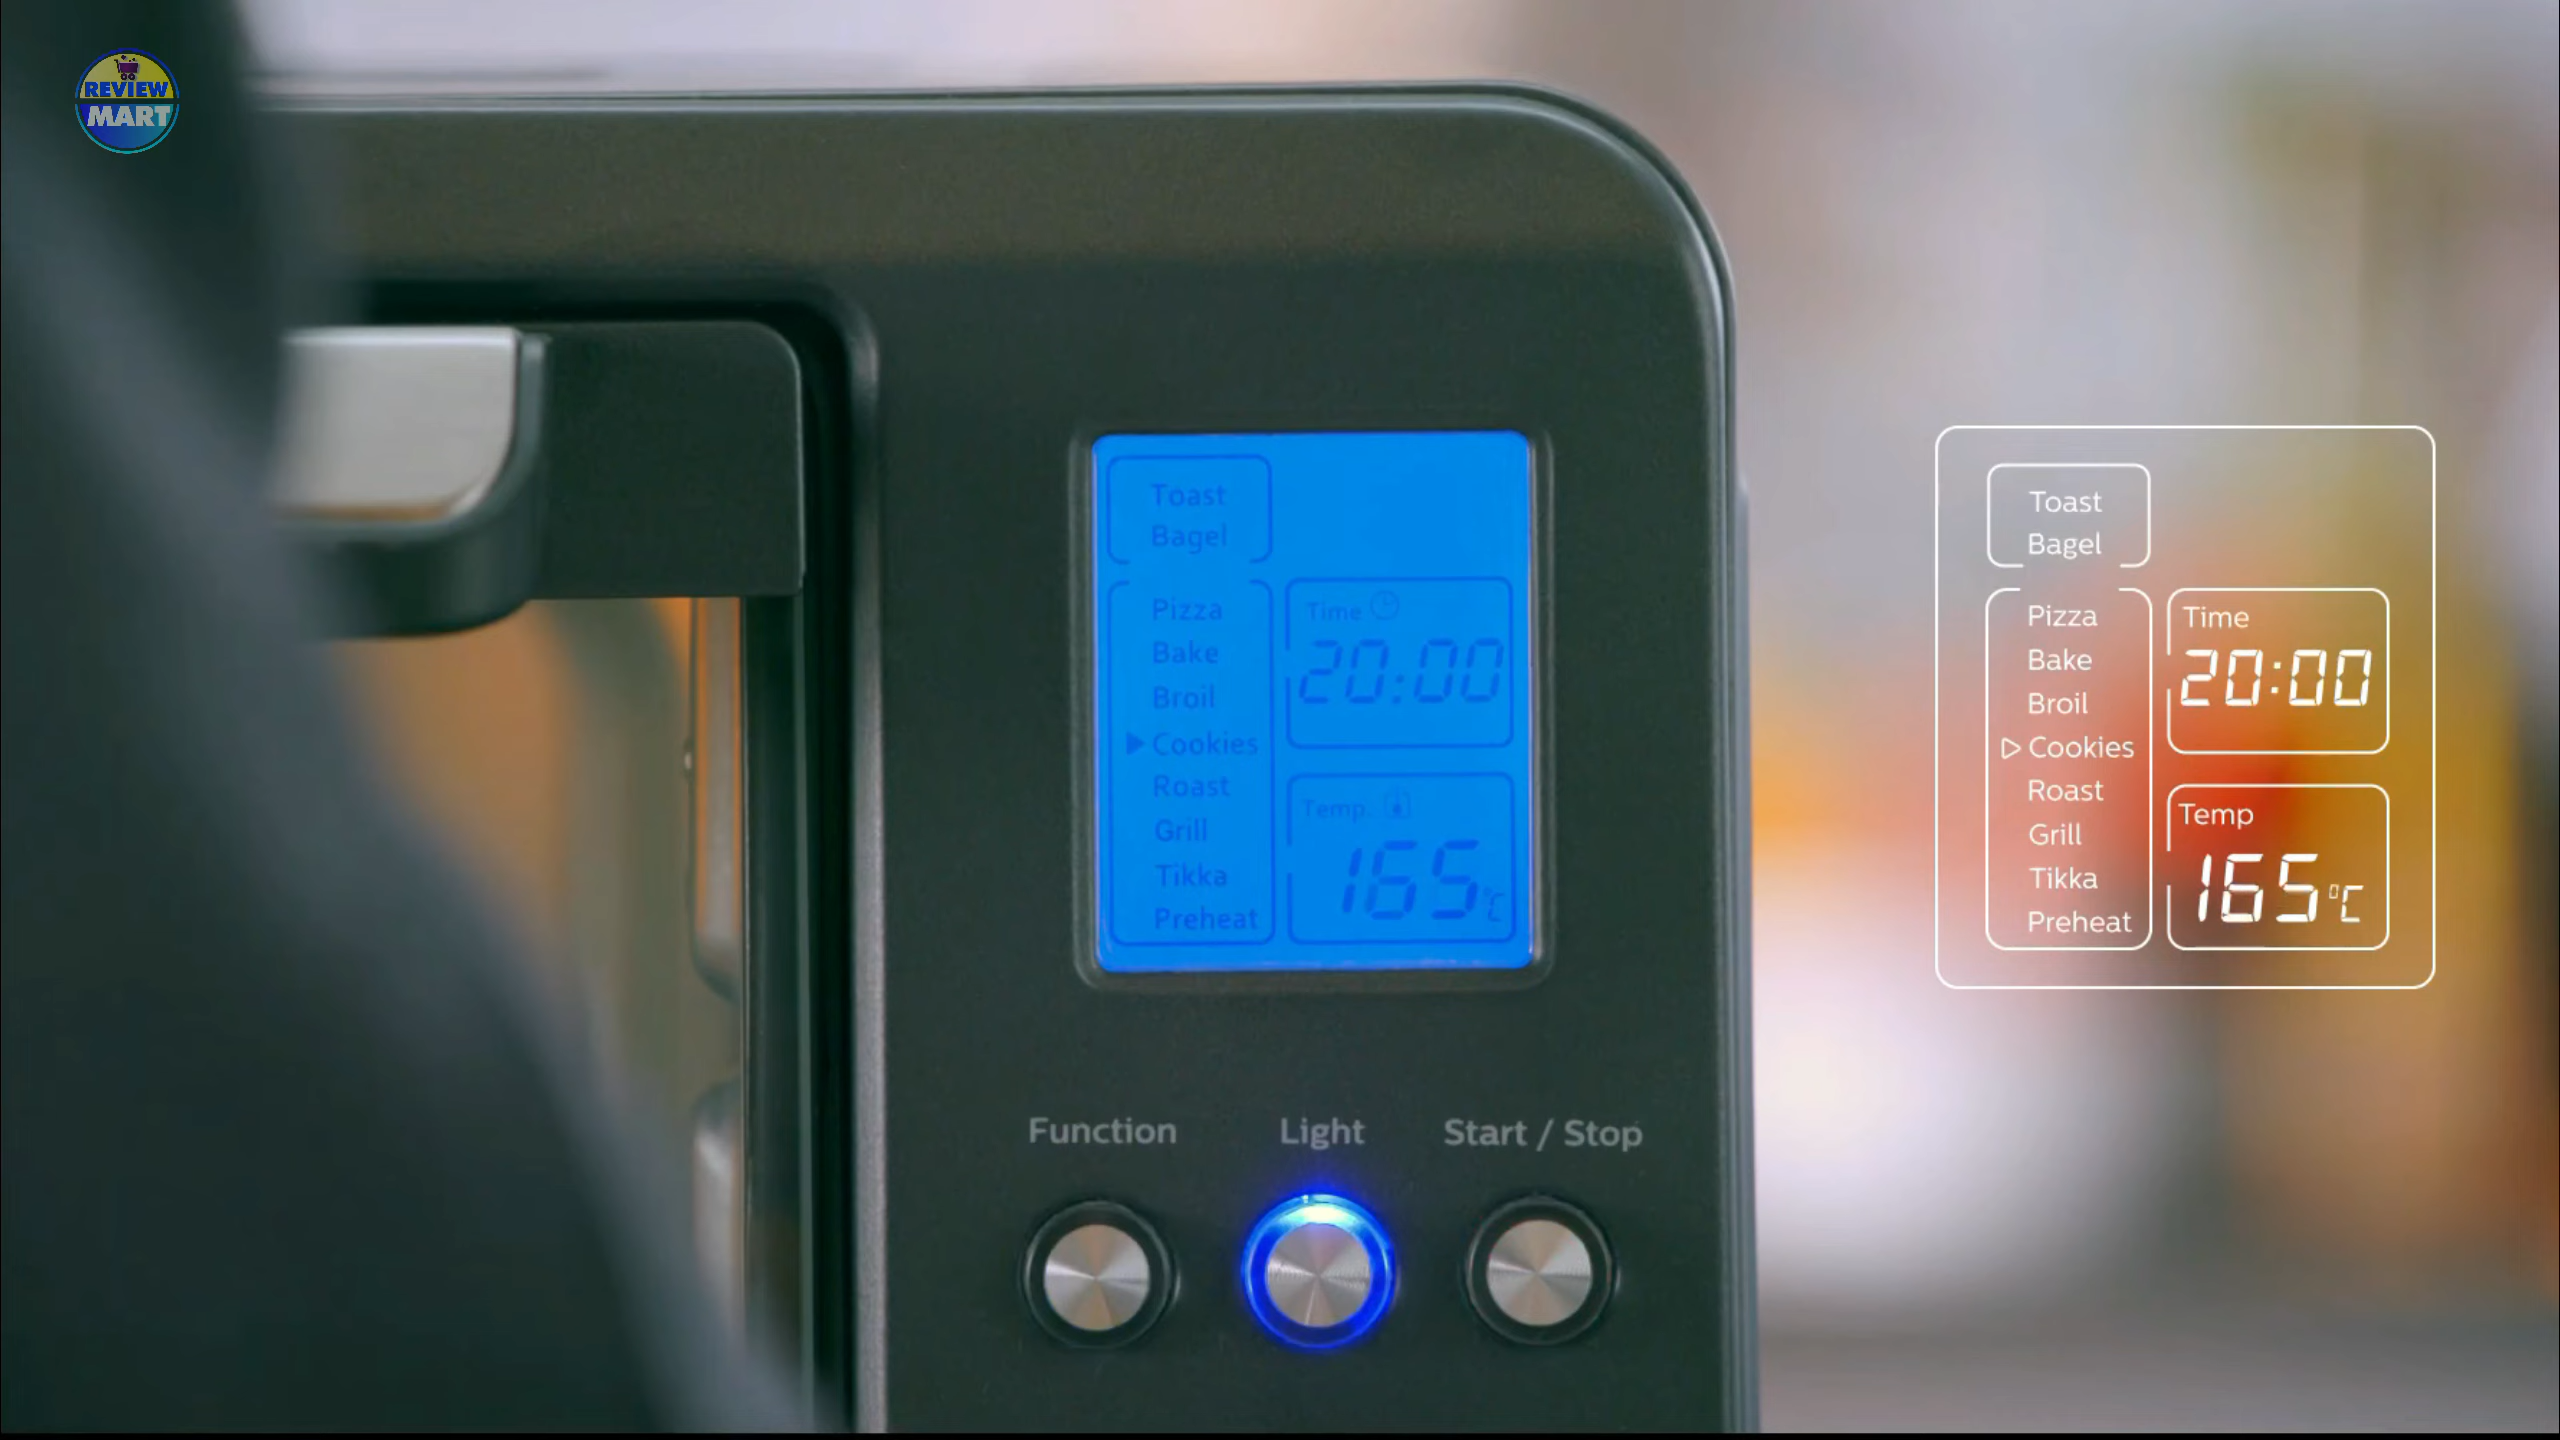 REVIEW
MART
Toast
Bagel
Pizza
Bake
Broil
Cookies
Roast
Grill
Tikka
Preheat
Time
20:00
Temp
165°C
Function
Light
Start / Stop
Toast
Bagel
Pizza
Bake
Broil
Cookies
Roast
Grill
Tikka
Preheat
Time
20:00
Temp
165°C